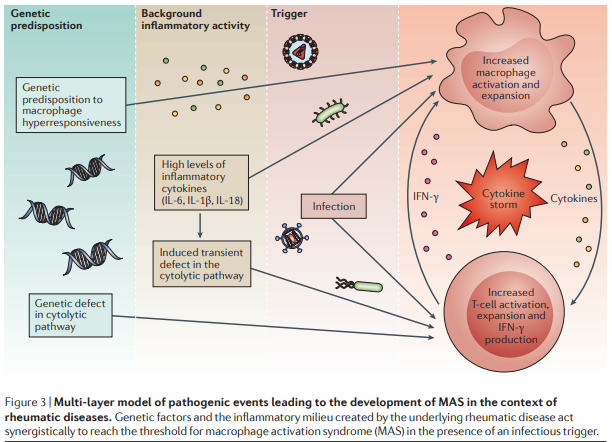 Genetic
predisposition
Background
inflammatory activity
Trigger
Genetic
predisposition to
macrophage
hyperresponsiveness
High levels of
inflammatory
cytokines
(IL-6, IL-1β, IL-18)
Induced transient
defect in the
cytolytic pathway
Genetic defect
in cytolytic
pathway
Infection
Increased
macrophage
activation and
expansion
IFN-γ
Cytokine
storm
Cytokines
Increased
T-cell activation,
expansion and
IFN-γ
production
Figure 3 | Multi-layer model of pathogenic events leading to the development of MAS in the context of
rheumatic diseases. Genetic factors and the inflammatory milieu created by the underlying rheumatic disease act
synergistically to reach the threshold for macrophage activation syndrome (MAS) in the presence of an infectious trigger.